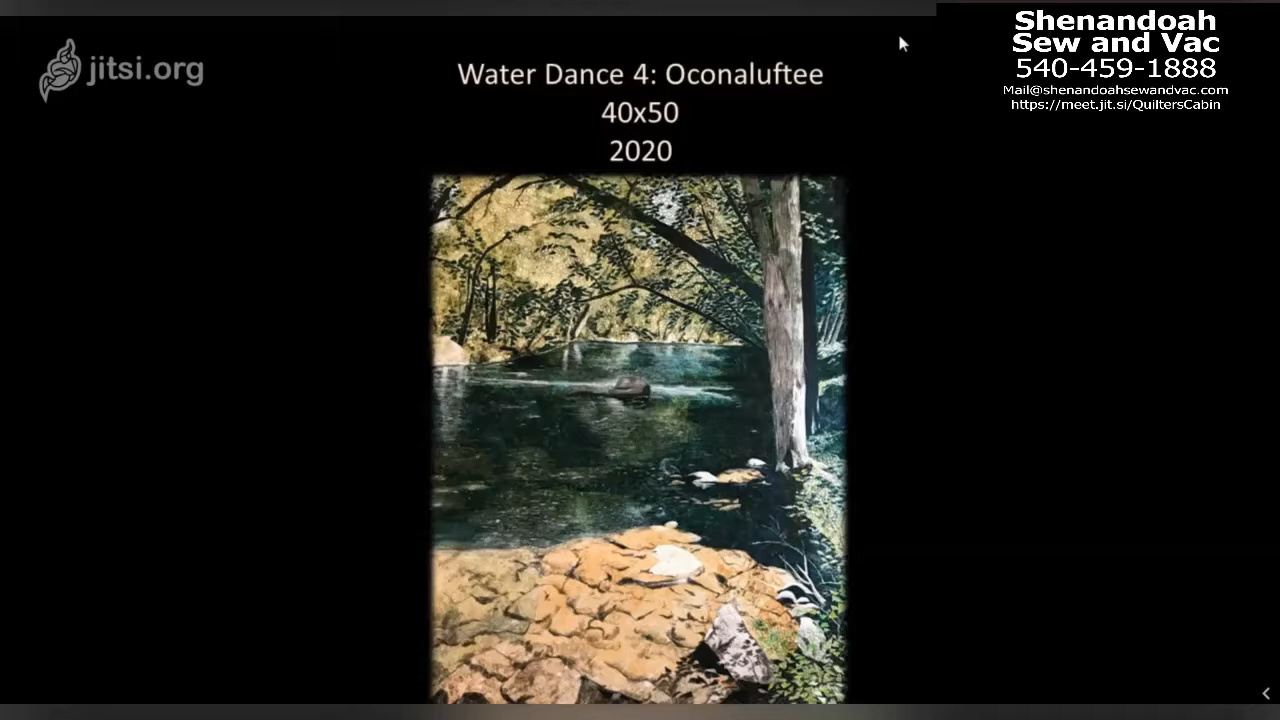 jitsi.org
Water Dance 4: Oconaluftee
40x50
2020
Shenandoah
Sew and Vac
540-459-1888
Mail@shenandoahsewandvac.com
https://meet.jit.si/QuiltersCabin